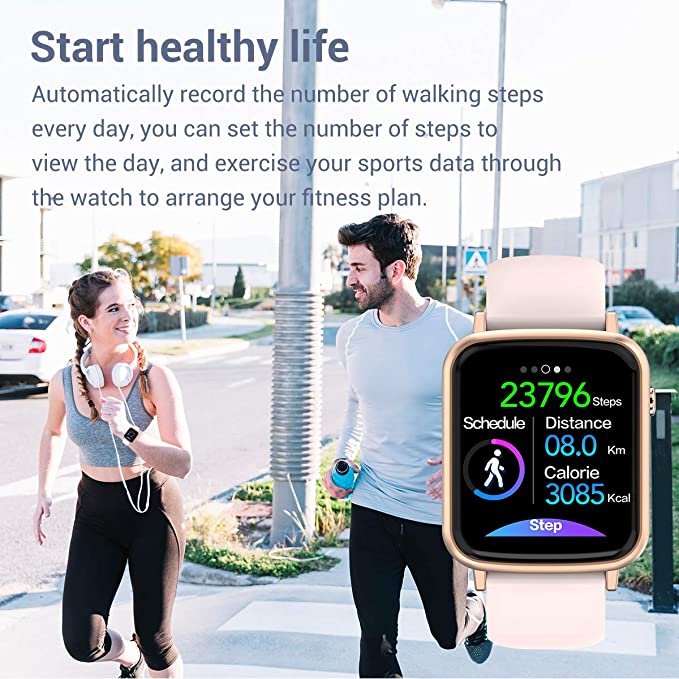 Start healthy life
Automatically record the number of walking steps
every day, you can set the number of steps to
view the day, and exercise your sports data through
the watch to arrange your fitness plan.
23796 Steps
Schedule
Distance
08.0 Km
Calorie
3085 Kcal
Step